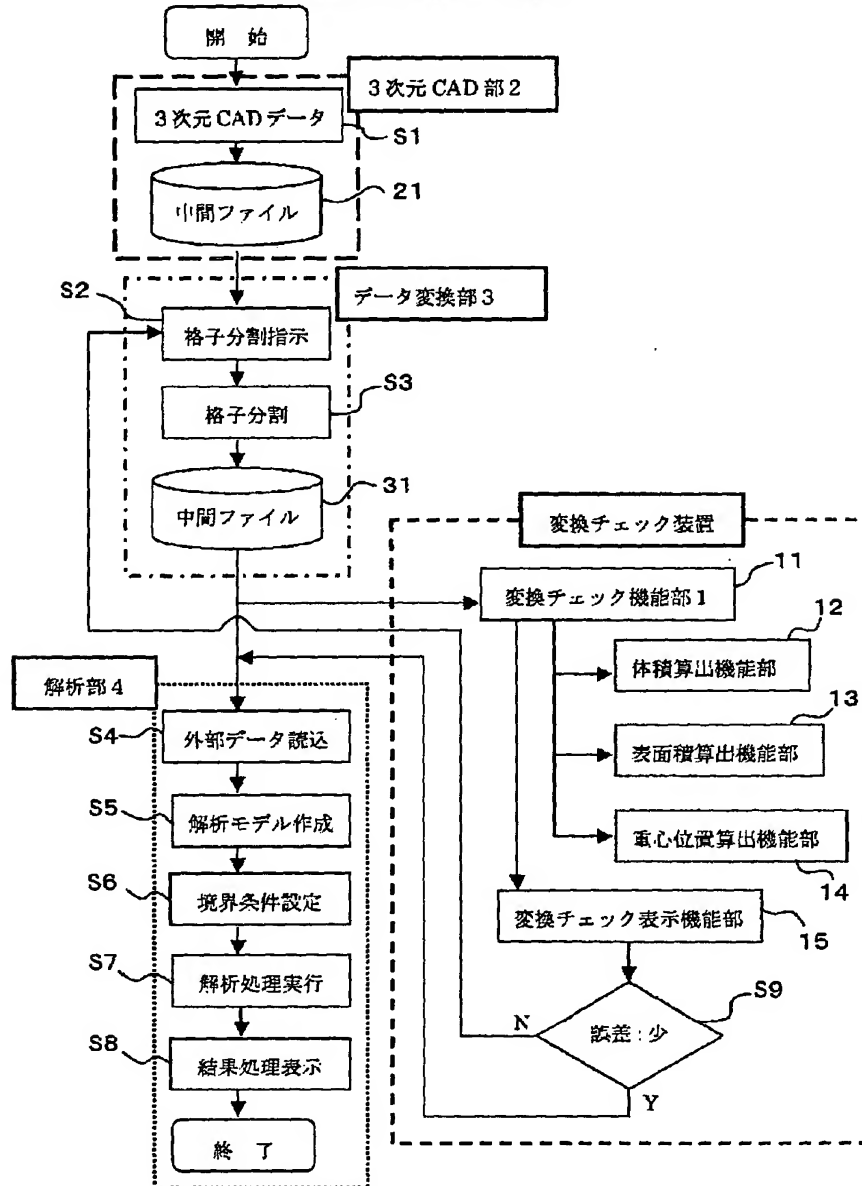 開 始
3次元CAD部2
3次元CADデータ
S1
中間ファイル
21
データ変換部3
S2
格子分割指示
S3
格子分割
中間ファイル
31
変換チェック装置
変換チェック機能部1
11
12
体積算出機能部
13
表面積算出機能部
重心位置算出機能部
14
変換チェック表示機能部
15
S9
誤差:少
N
Y
解析部4
S4
外部データ読込
S5
解析モデル作成
S6
境界条件設定
S7
解析処理実行
S8
結果処理表示
終 了